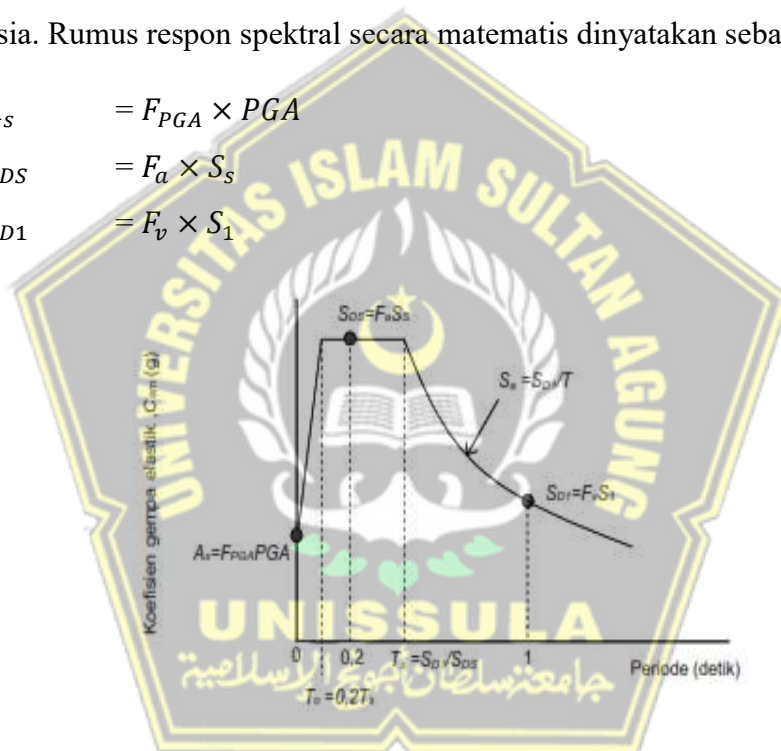 sia. Rumus respon spektral secara matematis dinyatakan seba
s = F_PGA × PGA
DS = F_a × S_s
D1 = F_v × S_1
UNIVERSITAS ISLAM SULTAN AGUNG
S_DS=F_aS_S
Koefisien gempa elastik, C_sm (g)
S_a =S_D1/T
S_D1=F_vS_1
A_s=F_PGAPGA
UNISSULA
0 0,2 T_s =S_D1/S_DS 1 Periode (detik)
جامعة سلطان أجونج الإسلامية
T_0 =0,2T_s